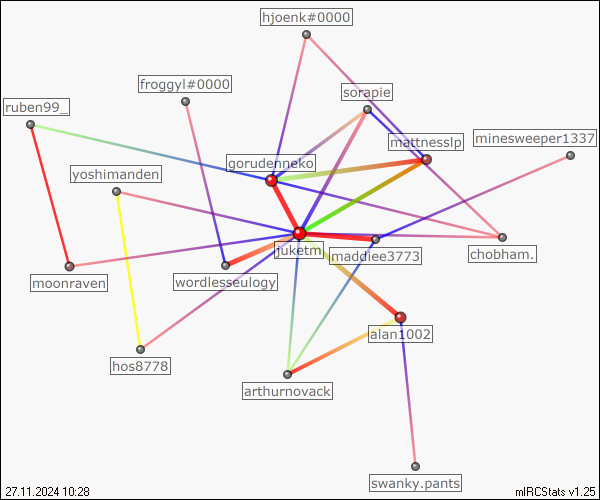 hjoenk#0000
froggyl#0000
sorapie
ruben99_
mattnesslp
minesweeper1337
gorudenneko
yoshimanden
juketm
maddiee3773
chobham.
moonraven
wordlesseulogy
alan1002
hos8778
arthurnovack
swanky.pants
27.11.2024 10:28
mIRCStats v1.25